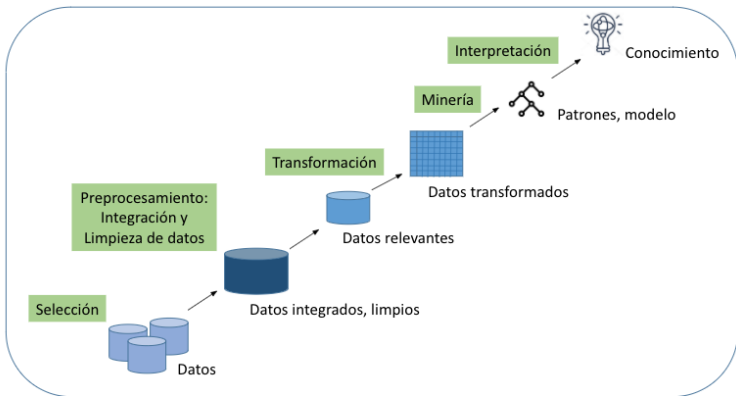 Interpretación
Conocimiento
Minería
Patrones, modelo
Transformación
Datos transformados
Preprocesamiento:
Integración y
Limpieza de datos
Datos relevantes
Selección
Datos integrados, limpios
Datos